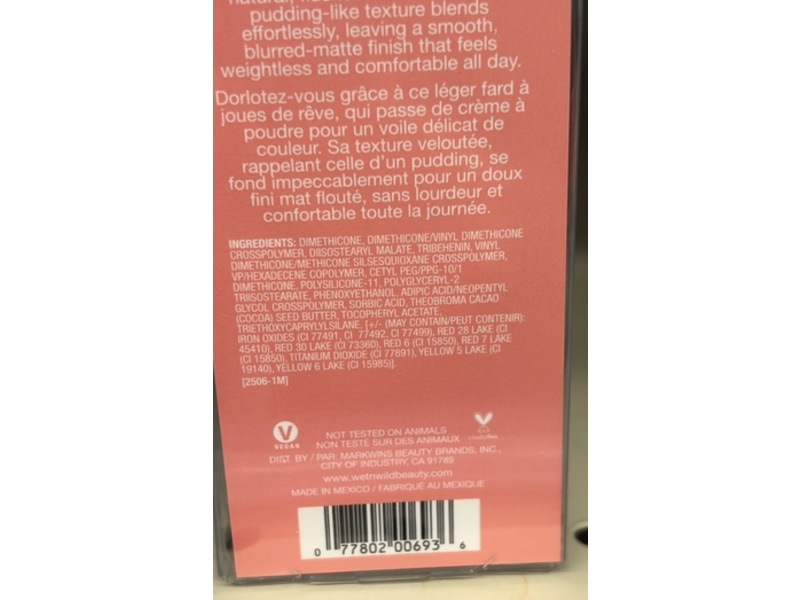 pudding-like texture blends
effortlessly, leaving a smooth,
blurred-matte finish that feels
weightless and comfortable all day.
Dorlotez-vous grâce à ce léger fard à
joues de rêve, qui passe de crème à
poudre pour un voile délicat de
couleur. Sa texture veloutée,
rappelant celle d'un pudding, se
fond impeccablement pour un doux
fini mat flouté, sans lourdeur et
confortable toute la journée.
INGREDIENTS: DIMETHICONE, DIMETHICONE/VINYL DIMETHICONE
CROSSPOLYMER, DIISOSTEARYL MALATE, TRIBEHENIN, VINYL
DIMETHICONE/METHICONE SILSESQUIOXANE CROSSPOLYMER,
VP/HEXADECENE COPOLYMER, CETYL PEG/PPG-10/1
DIMETHICONE, POLYSILICONE-11, POLYGLYCERYL-2
TRIISOSTEARATE, PHENOXYETHANOL, ADIPIC ACID/NEOPENTYL
GLYCOL CROSSPOLYMER, SORBIC ACID, THEOBROMA CACAO
(COCOA) SEED BUTTER, TOCOPHERYL ACETATE,
TRIETHOXYCAPRYLYLSILANE, [+/- (MAY CONTAIN/PEUT CONTENIR):
IRON OXIDES (CI 77491, CI 77492, CI 77499), RED 28 LAKE (CI
45410), RED 30 LAKE (CI 73360), RED 6 (CI 15850), RED 7 LAKE
(CI 15850), TITANIUM DIOXIDE (CI 77891), YELLOW 5 LAKE (CI
19140), YELLOW 6 LAKE (CI 15985)].
[2506-1M]
V
VEGAN
NOT TESTED ON ANIMALS
NON TESTÉ SUR DES ANIMAUX
DIST. BY / PAR: MARKWINS BEAUTY BRANDS, INC.,
CITY OF INDUSTRY, CA 91789
www.wetnwildbeauty.com
MADE IN MEXICO / FABRIQUÉ AU MEXIQUE
0 77802 00693 6